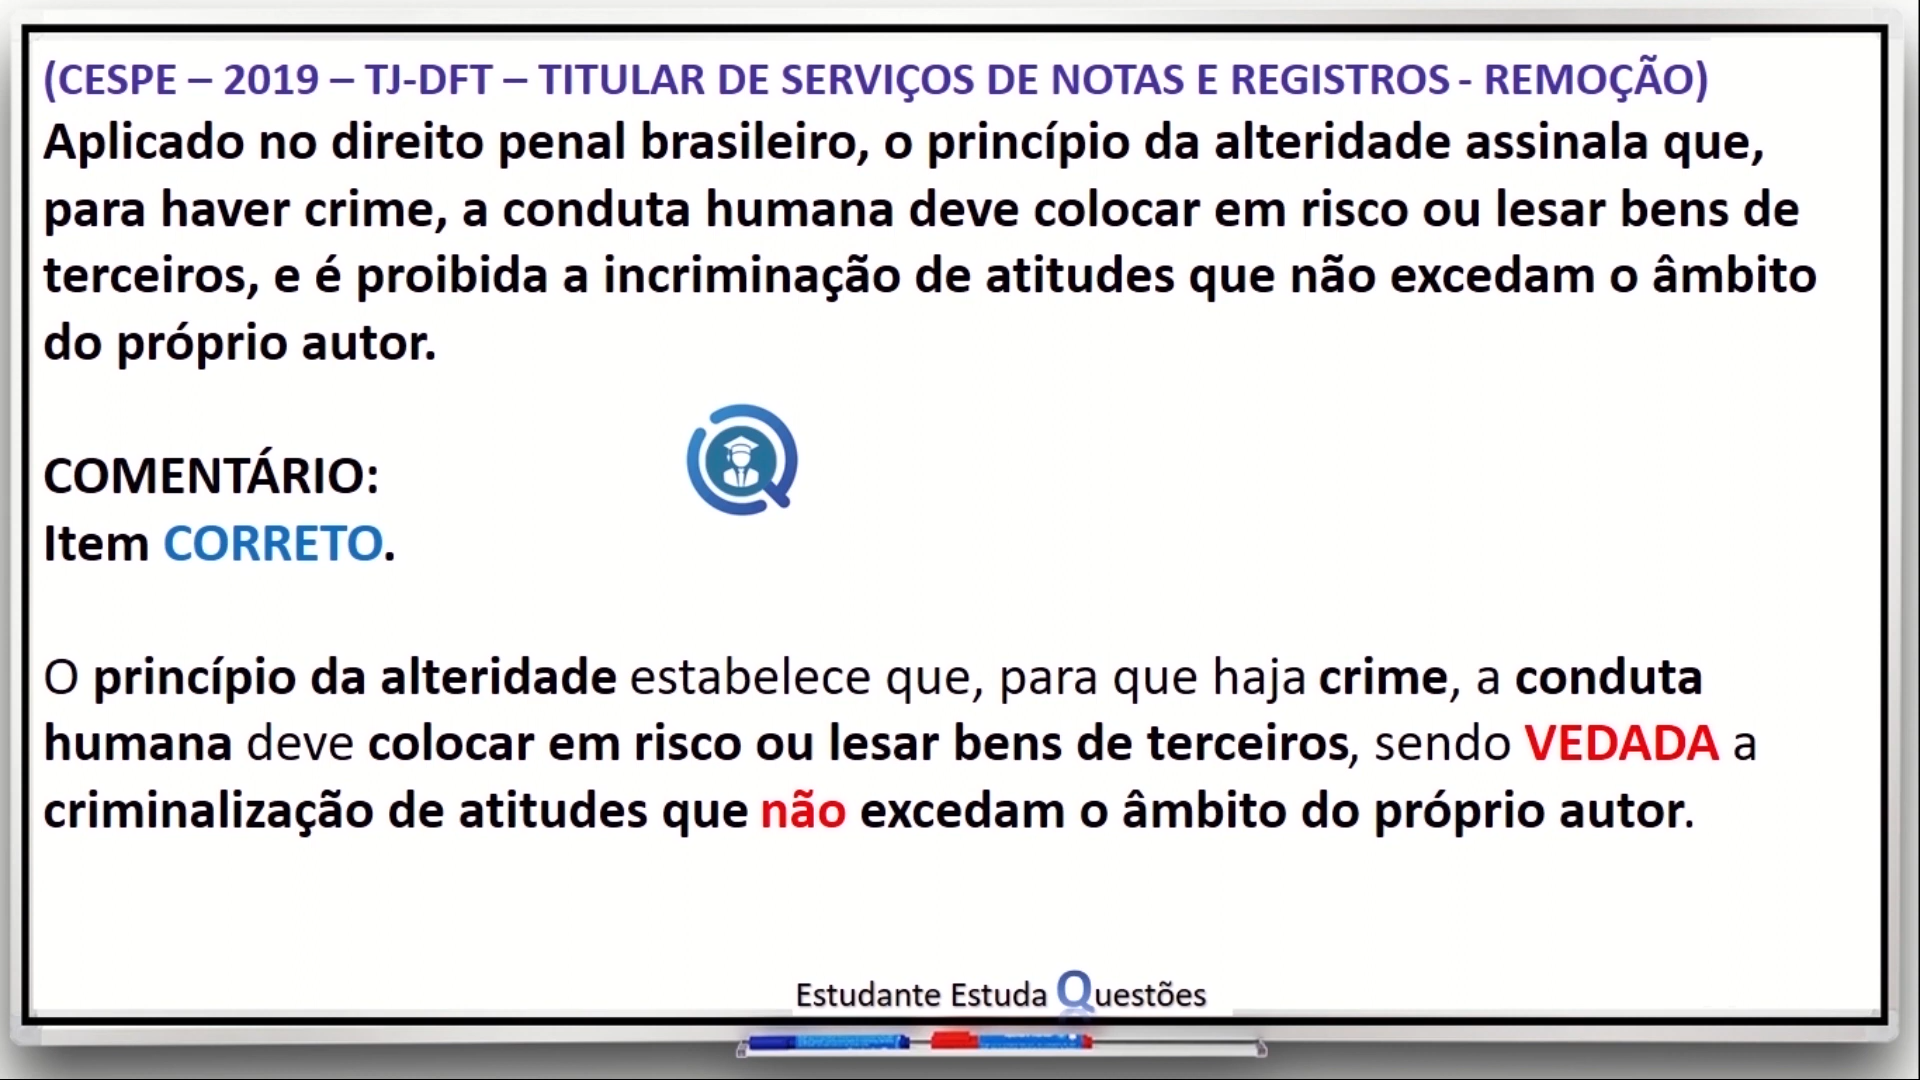 (CESPE – 2019 – TJ-DFT – TITULAR DE SERVIÇOS DE NOTAS E REGISTROS - REMOÇÃO)
Aplicado no direito penal brasileiro, o princípio da alteridade assinala que,
para haver crime, a conduta humana deve colocar em risco ou lesar bens de
terceiros, e é proibida a incriminação de atitudes que não excedam o âmbito
do próprio autor.
COMENTÁRIO:
Item CORRETO.
O princípio da alteridade estabelece que, para que haja crime, a conduta
humana deve colocar em risco ou lesar bens de terceiros, sendo VEDADA a
criminalização de atitudes que não excedam o âmbito do próprio autor.
Estudante Estuda Questões